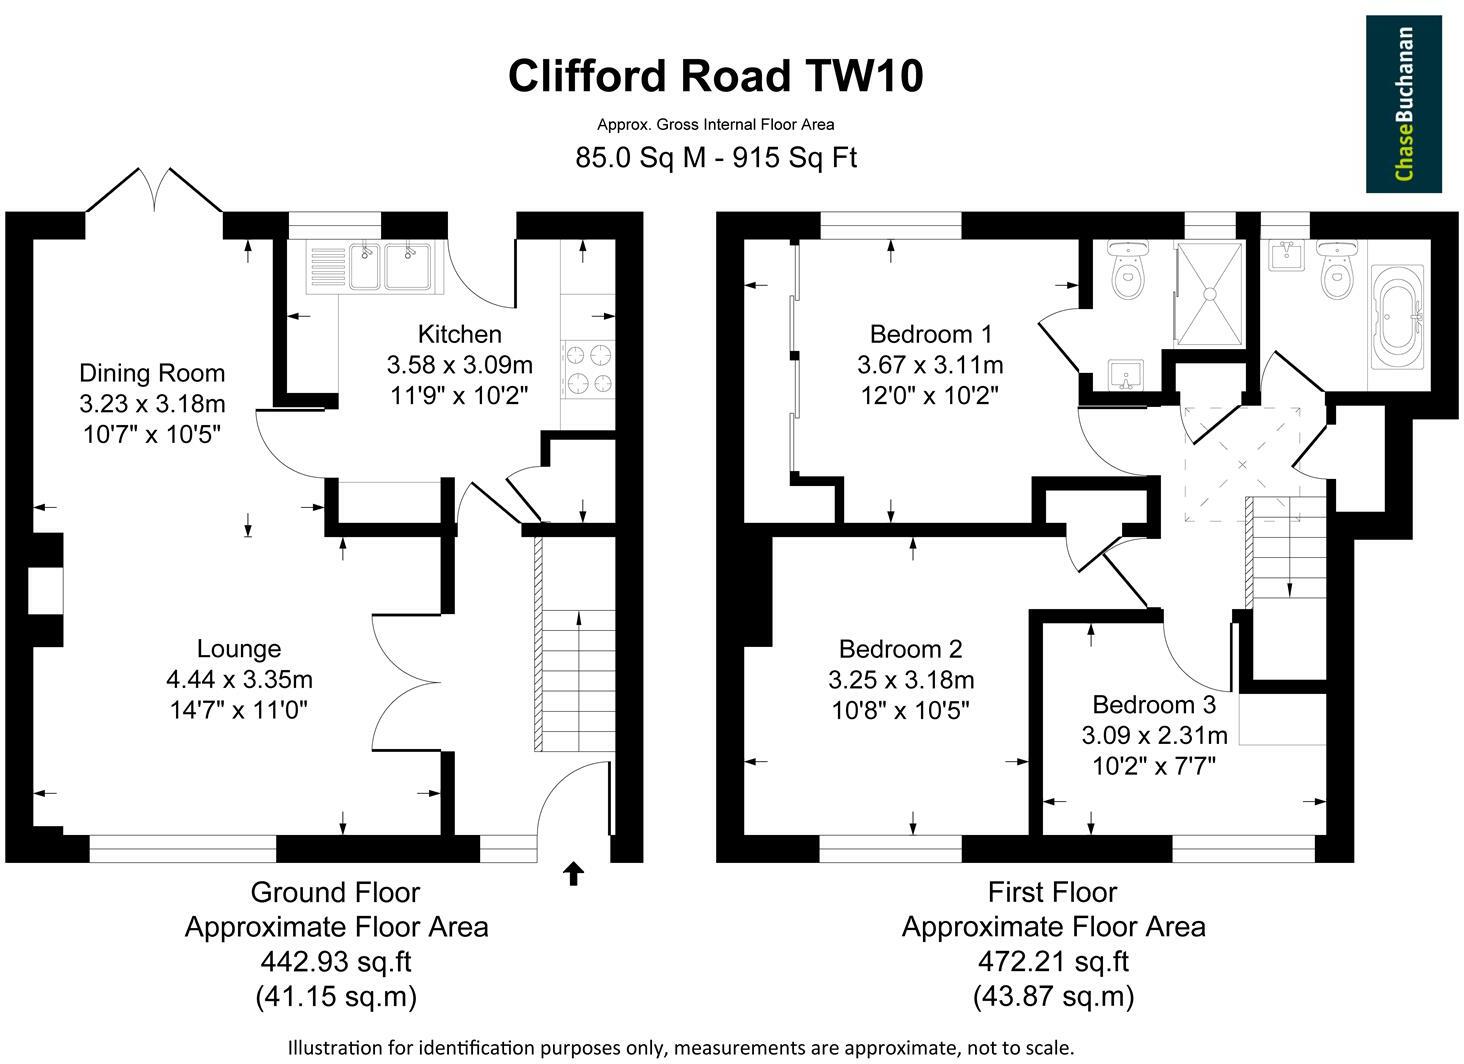 Clifford Road TW10
Approx. Gross Internal Floor Area
85.0 Sq M - 915 Sq Ft
ChaseBuchanan
Dining Room
3.23 x 3.18m
10'7" x 10'5"
Kitchen
3.58 x 3.09m
11'9" x 10'2"
Lounge
4.44 x 3.35m
14'7" x 11'0"
Bedroom 1
3.67 x 3.11m
12'0" x 10'2"
Bedroom 2
3.25 x 3.18m
10'8" x 10'5"
Bedroom 3
3.09 x 2.31m
10'2" x 7'7"
Ground Floor
Approximate Floor Area
442.93 sq.ft
(41.15 sq.m)
First Floor
Approximate Floor Area
472.21 sq.ft
(43.87 sq.m)
Illustration for identification purposes only, measurements are approximate, not to scale.